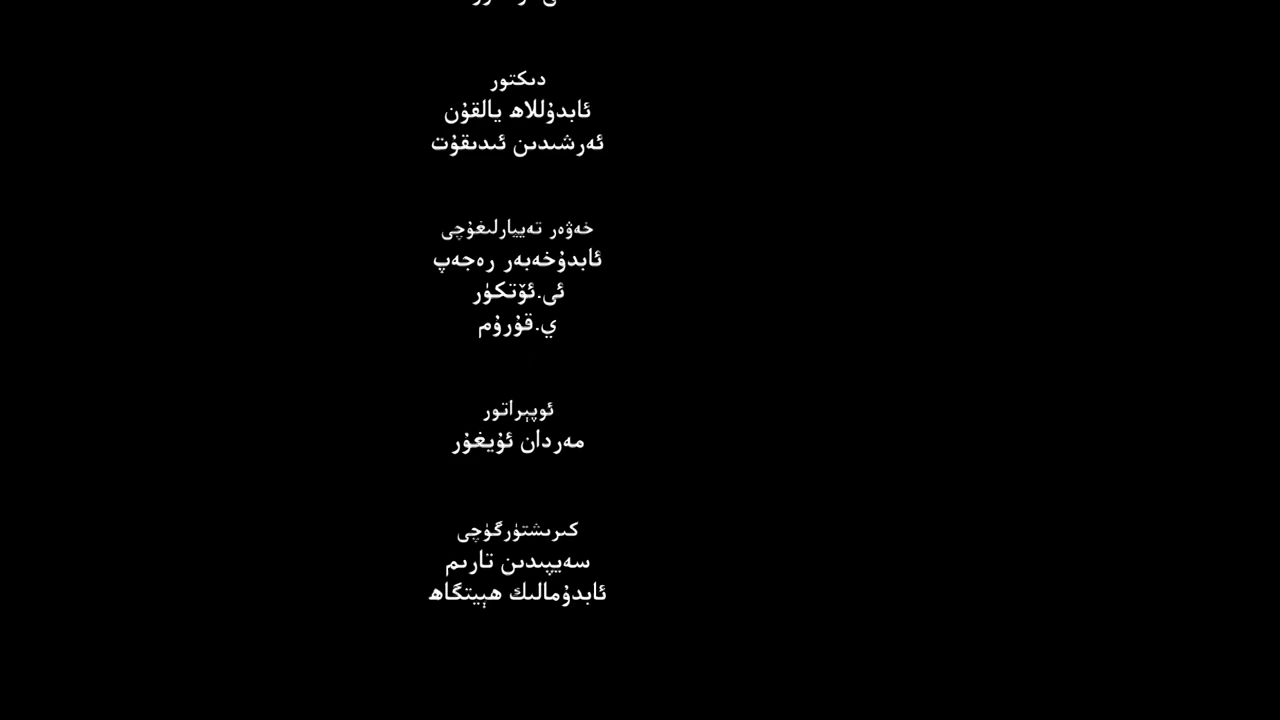 دىكتور
ئابدۇللاھ يالقۇن
ئەرشىدىن ئىدىقۇت
خەۋەر تەييارلىغۇچى
ئابدۇخەبەر رەجەپ
ئى.ئۆتكۈر
ي.قۇرۇم
ئوپېراتور
مەردان ئۇيغۇر
كىرىشتۈرگۈچى
سەيپىدىن تارىم
ئابدۇمالىك ھېيتگاھ